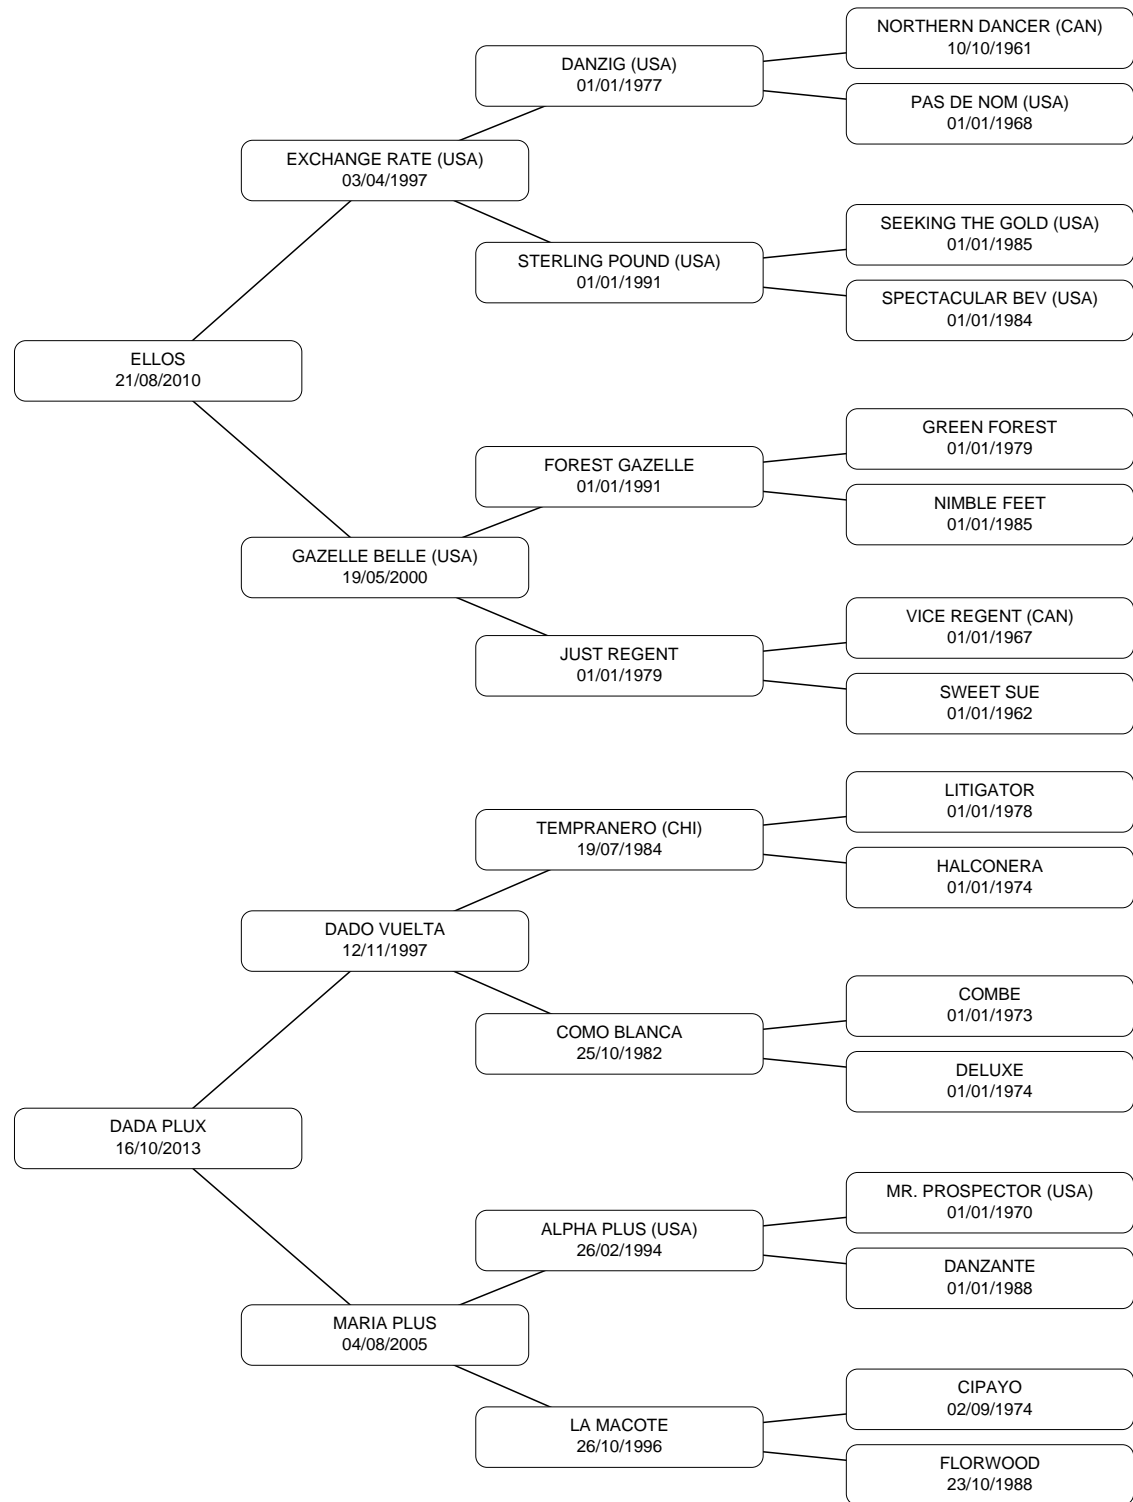 NORTHERN DANCER (CAN)
10/10/1961
DANZIG (USA)
01/01/1977
PAS DE NOM (USA)
01/01/1968
EXCHANGE RATE (USA)
03/04/1997
SEEKING THE GOLD (USA)
01/01/1985
STERLING POUND (USA)
01/01/1991
SPECTACULAR BEV (USA)
01/01/1984
ELLOS
21/08/2010
GREEN FOREST
01/01/1979
FOREST GAZELLE
01/01/1991
NIMBLE FEET
01/01/1985
GAZELLE BELLE (USA)
19/05/2000
VICE REGENT (CAN)
01/01/1967
JUST REGENT
01/01/1979
SWEET SUE
01/01/1962
LITIGATOR
01/01/1978
TEMPRANERO (CHI)
19/07/1984
HALCONERA
01/01/1974
DADO VUELTA
12/11/1997
COMBE
01/01/1973
COMO BLANCA
25/10/1982
DELUXE
01/01/1974
DADA PLUX
16/10/2013
MR. PROSPECTOR (USA)
01/01/1970
ALPHA PLUS (USA)
26/02/1994
DANZANTE
01/01/1988
MARIA PLUS
04/08/2005
CIPAYO
02/09/1974
LA MACOTE
26/10/1996
FLORWOOD
23/10/1988